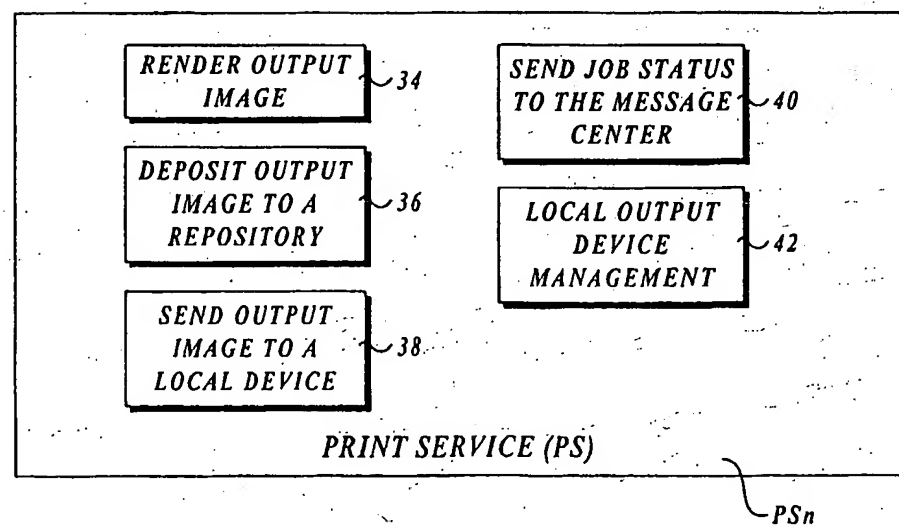 RENDER OUTPUT
IMAGE
34
DEPOSIT OUTPUT
IMAGE TO A
REPOSITORY
36
SEND OUTPUT
IMAGE TO A
LOCAL DEVICE
38
SEND JOB STATUS
TO THE MESSAGE
CENTER
40
LOCAL OUTPUT
DEVICE
MANAGEMENT
42
PRINT SERVICE (PS)
PSn